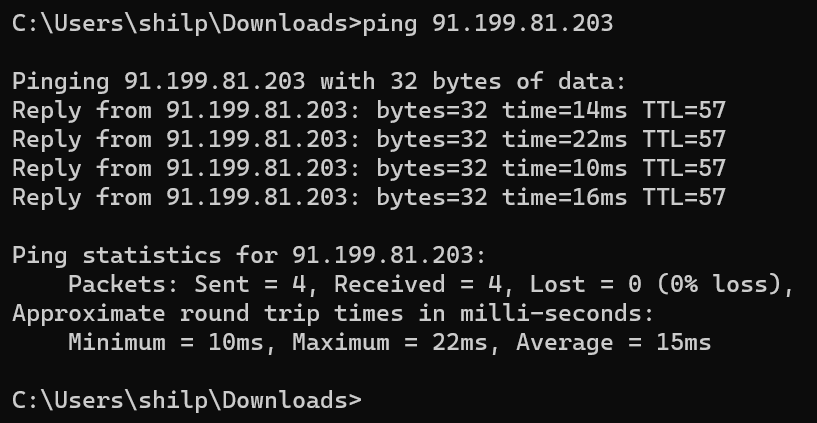 C:\Users\shilp\Downloads>ping 91.199.81.203
Pinging 91.199.81.203 with 32 bytes of data:
Reply from 91.199.81.203: bytes=32 time=14ms TTL=57
Reply from 91.199.81.203: bytes=32 time=22ms TTL=57
Reply from 91.199.81.203: bytes=32 time=10ms TTL=57
Reply from 91.199.81.203: bytes=32 time=16ms TTL=57
Ping statistics for 91.199.81.203:
    Packets: Sent = 4, Received = 4, Lost = 0 (0% loss),
Approximate round trip times in milli-seconds:
    Minimum = 10ms, Maximum = 22ms, Average = 15ms
C:\Users\shilp\Downloads>